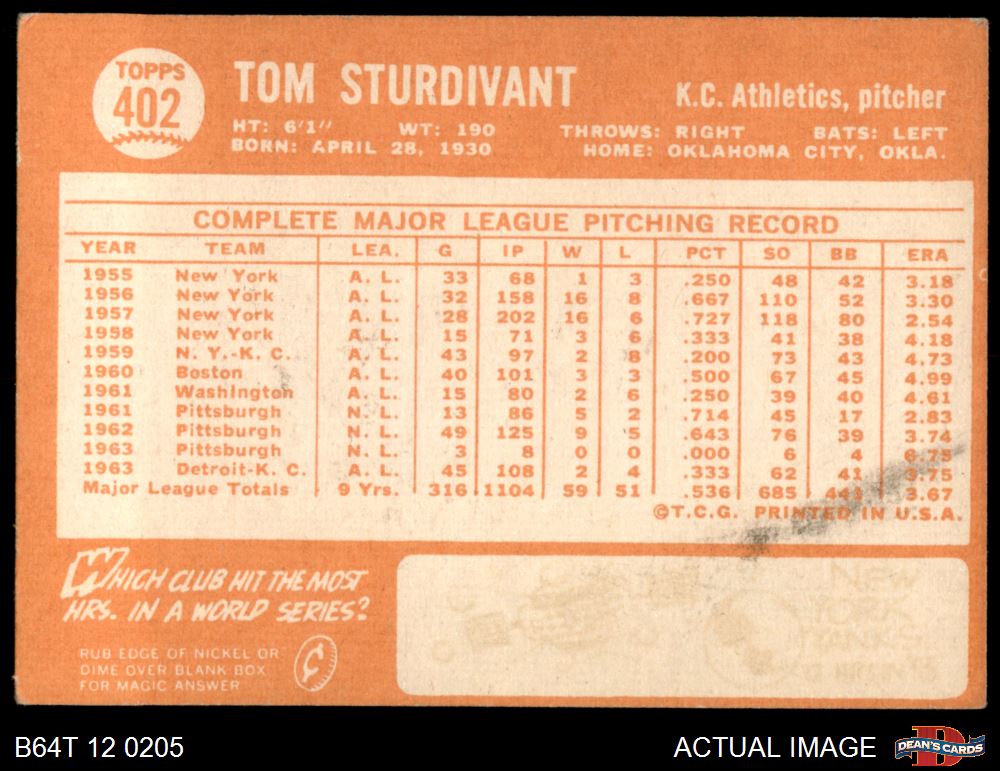 TOPPS
402
TOM STURDIVANT
K.C. Athletics, pitcher
HT: 6'1" WT: 190 THROWS: RIGHT BATS: LEFT
BORN: APRIL 28, 1930 HOME: OKLAHOMA CITY, OKLA.
COMPLETE MAJOR LEAGUE PITCHING RECORD
YEAR TEAM LEA. G IP W L PCT SO BB ERA
1955 New York A. L. 33 68 1 3 .250 48 42 3.18
1956 New York A. L. 32 158 16 8 .667 110 52 3.30
1957 New York A. L. 28 202 16 6 .727 118 80 2.54
1958 New York A. L. 15 71 3 6 .333 41 38 4.18
1959 N. Y.-K. C. A. L. 43 97 2 8 .200 73 43 4.73
1960 Boston A. L. 40 101 3 3 .500 67 45 4.99
1961 Washington A. L. 15 80 2 6 .250 39 40 4.61
1961 Pittsburgh N. L. 13 86 5 2 .714 45 17 2.83
1962 Pittsburgh N. L. 49 125 9 5 .643 76 39 3.74
1963 Pittsburgh N. L. 3 8 0 0 .000 6 4 6.75
1963 Detroit-K. C. A. L. 45 108 2 4 .333 62 41 3.75
Major League Totals 9 Yrs. 316 1104 59 51 .536 685 441 3.67
©T.C.G. PRINTED IN U.S.A.
WHICH CLUB HIT THE MOST
HRS. IN A WORLD SERIES?
RUB EDGE OF NICKEL OR
DIME OVER BLANK BOX
FOR MAGIC ANSWER
NEW
YORK
YANKEES
B64T 12 0205
ACTUAL IMAGE
D
DEAN'S CARDS